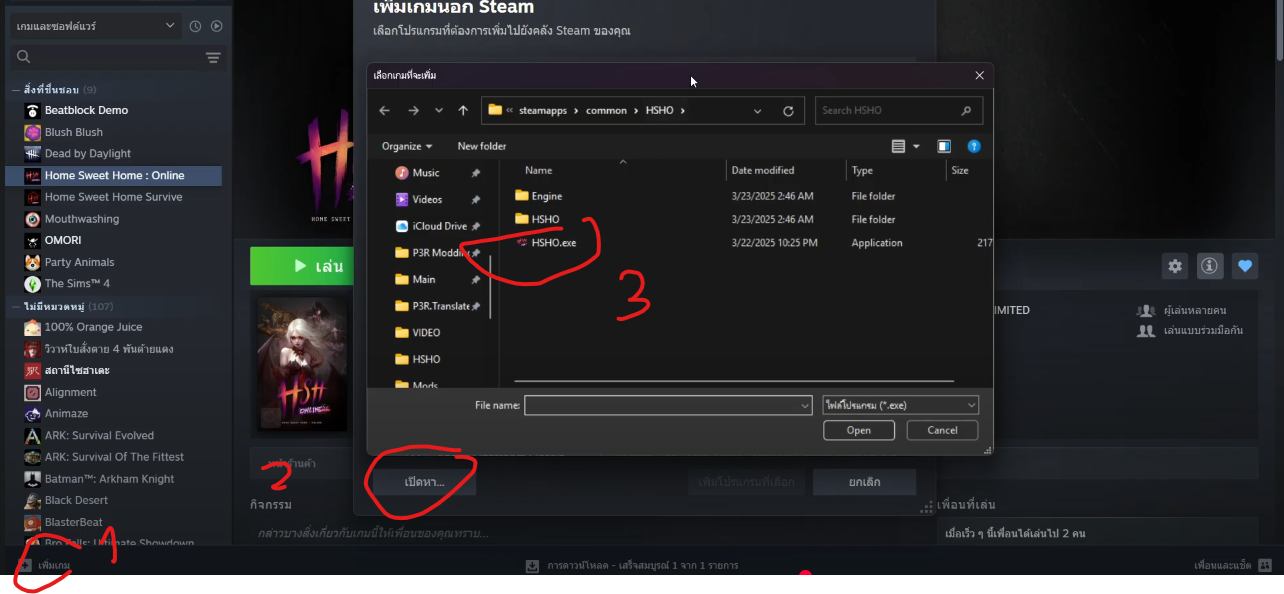 เพิ่มเกมนอก Steam
เกมและซอฟต์แวร์
เลือกโปรแกรมที่ต้องการเพิ่มไปยังคลัง Steam ของคุณ
สิ่งที่ชื่นชอบ (9)
Beatblock Demo
Blush Blush
Dead by Daylight
Home Sweet Home : Online
Home Sweet Home Survive
Mouthwashing
OMORI
Party Animals
The Sims™ 4
ไม่มีหมวดหมู่ (107)
100% Orange Juice
วิวาห์ใบสั่งตาย 4 พันด้ายแดง
สถานีไซฮาเตะ
Alignment
Animaze
ARK: Survival Evolved
ARK: Survival Of The Fittest
Batman™: Arkham Knight
Black Desert
BlasterBeat
Bro Falls: Ultimate Showdown
เพิ่มเกม
1
HOME SWEET
เล่น
HSH
ONLINE
หน้าร้านค้า
2
กิจกรรม
กล่าวบางสิ่งเกี่ยวกับเกมนี้ให้เพื่อนของคุณทราบ...
เลือกเกมที่จะเพิ่ม
« steamapps > common > HSHO >
Search HSHO
Organize
New folder
Music
Videos
iCloud Drive
P3R Moddin
Main
P3R.Translate
VIDEO
HSHO
Mods
Name Date modified Type Size
Engine 3/23/2025 2:46 AM File folder
HSHO 3/23/2025 2:46 AM File folder
HSHO.exe 3/22/2025 10:25 PM Application 217
3
File name:
ไฟล์โปรแกรม (*.exe)
Open
Cancel
เปิดหา...
เพิ่มโปรแกรมที่เลือก
ยกเลิก
IMITED
ผู้เล่นหลายคน
เล่นแบบร่วมมือกัน
เพื่อนที่เล่น
เมื่อเร็ว ๆ นี้เพื่อนได้เล่นไป 2 คน
การดาวน์โหลด - เสร็จสมบูรณ์ 1 จาก 1 รายการ
เพื่อนและแช็ต